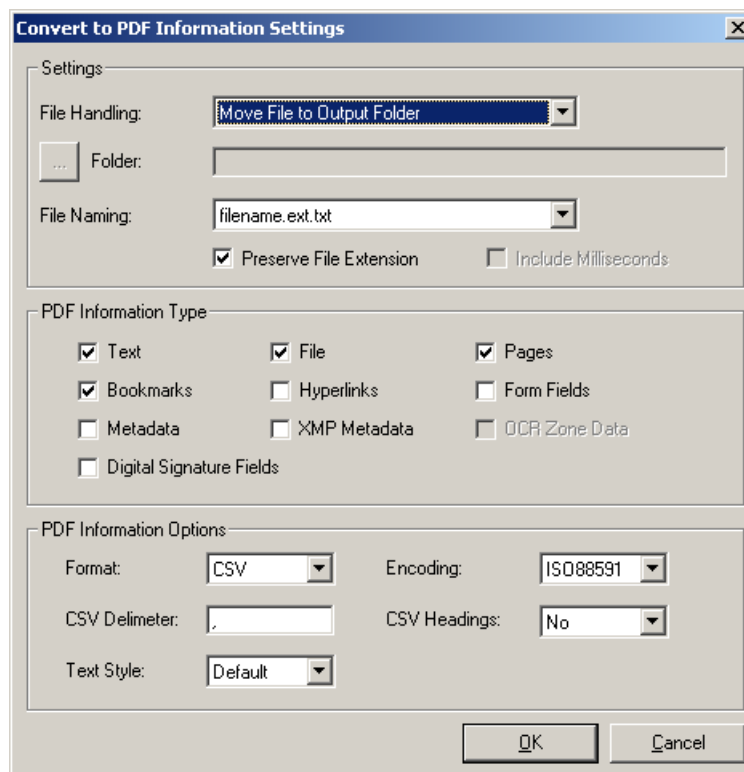 Convert to PDF Information Settings
Settings
File Handling: Move File to Output Folder
... Folder:
File Naming: filename.ext.txt
Preserve File Extension Include Milliseconds
PDF Information Type
Text File Pages
Bookmarks Hyperlinks Form Fields
Metadata XMP Metadata OCR Zone Data
Digital Signature Fields
PDF Information Options
Format: CSV Encoding: ISO88591
CSV Delimeter: , CSV Headings: No
Text Style: Default
OK Cancel